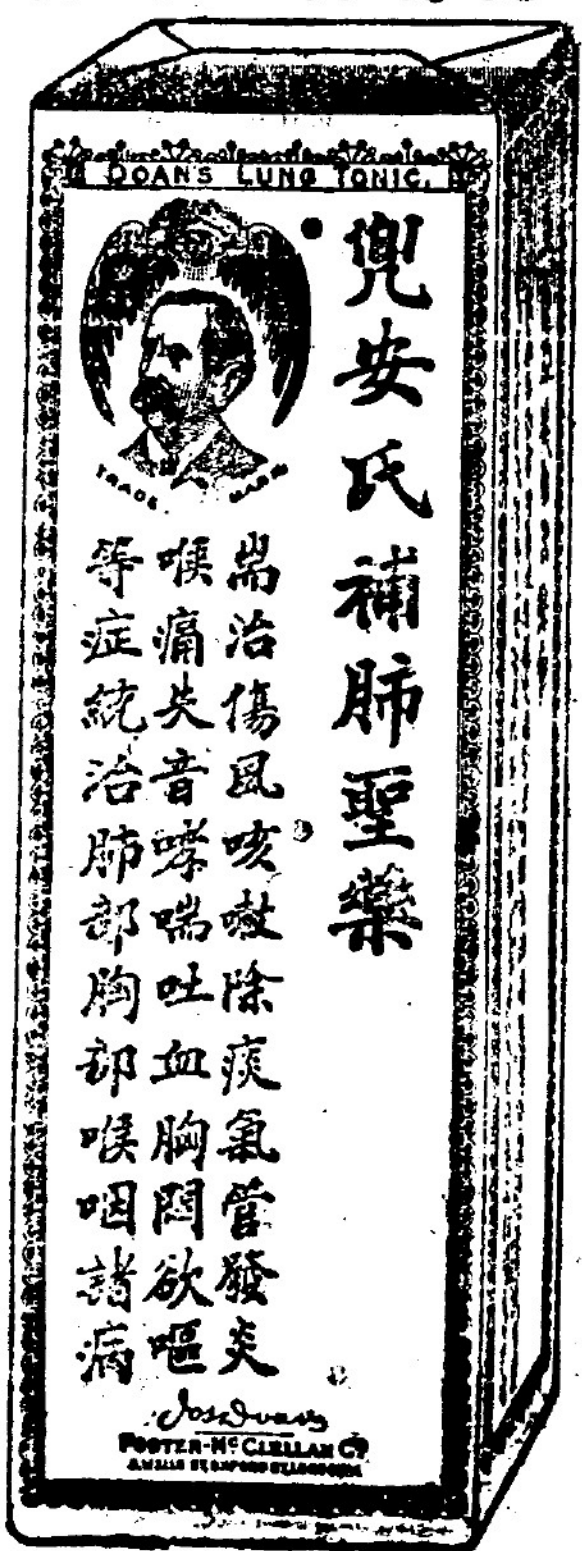 DOAN'S LUNG TONIC.
TRADE MARK
兜安氏補肺聖藥
耑治傷風咳嗽除痰氣管發炎
喉痛失音哮喘吐血胸悶欲嘔
等症統治肺部胸部喉咽諸病
FOSTER-McCLELLAN CO